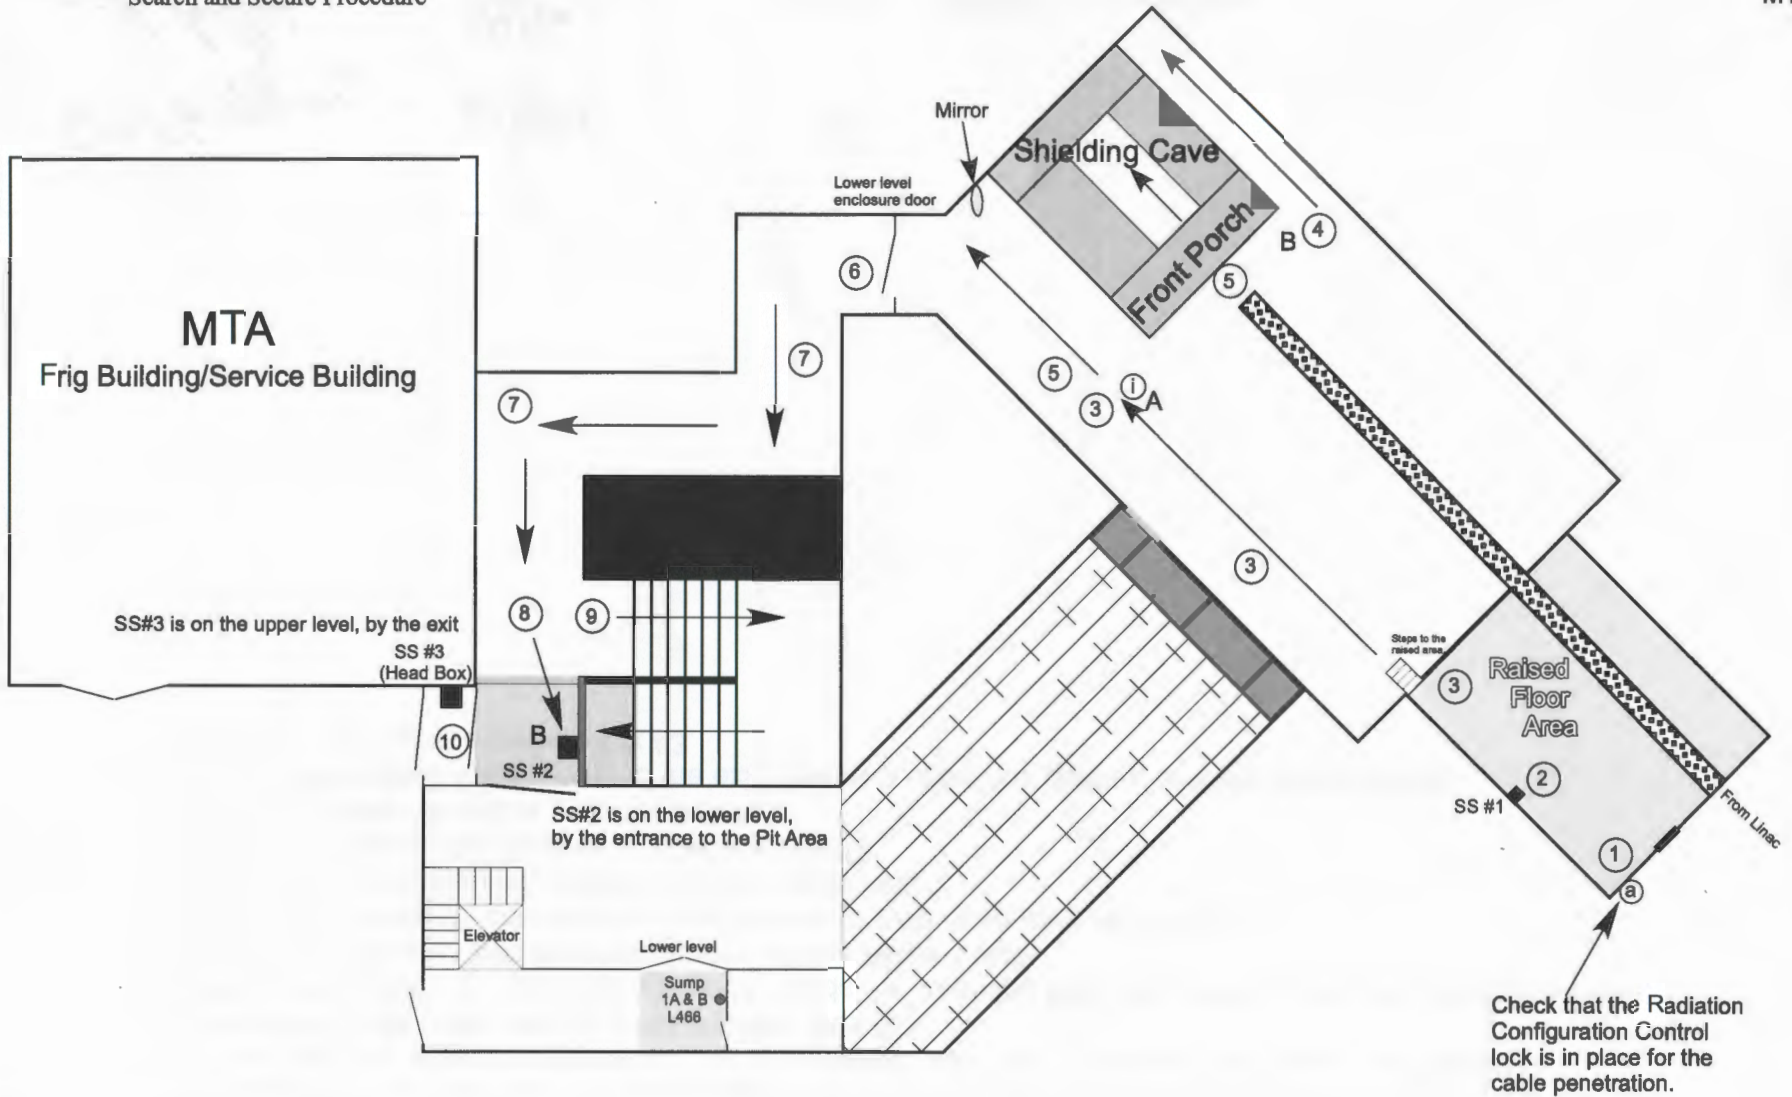 Search and Secure Procedure
Mirror
Shielding Cave
Lower level
enclosure door
Front Porch
B
4
5
6
MTA
Frig Building/Service Building
7
7
5
3
i
A
3
8
9
SS#3 is on the upper level, by the exit
SS #3
(Head Box)
10
B
SS #2
SS#2 is on the lower level,
by the entrance to the Pit Area
Steps to the
raised area.
3
Raised
Floor
Area
2
SS #1
1
a
From Linac
Elevator
Lower level
Sump
1A & B
L466
Check that the Radiation
Configuration Control
lock is in place for the
cable penetration.